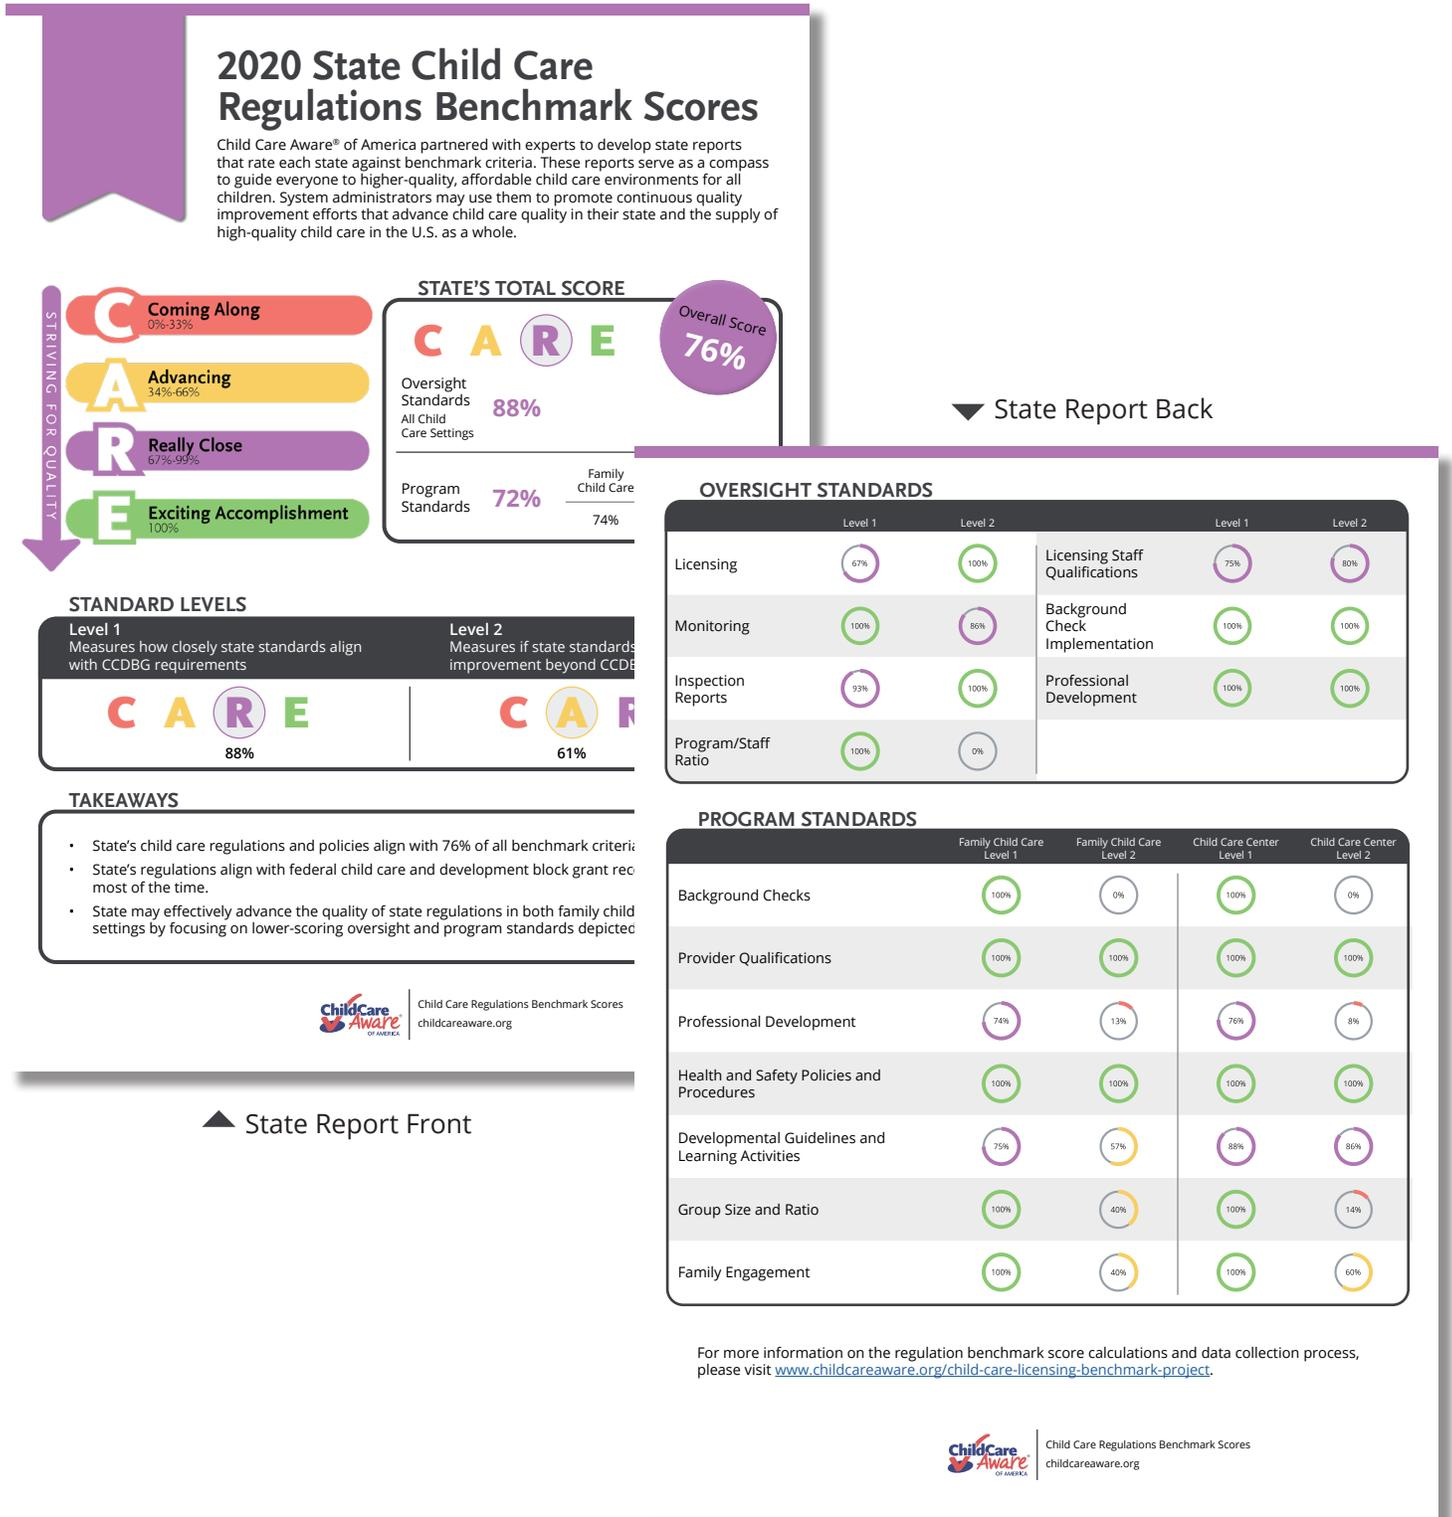 2020 State Child Care
Regulations Benchmark Scores
Child Care Aware® of America partnered with experts to develop state reports
that rate each state against benchmark criteria. These reports serve as a compass
to guide everyone to higher-quality, affordable child care environments for all
children. System administrators may use them to promote continuous quality
improvement efforts that advance child care quality in their state and the supply of
high-quality child care in the U.S. as a whole.
STRIVING FOR QUALITY
C Coming Along
0%-33%
A Advancing
34%-66%
R Really Close
67%-99%
E Exciting Accomplishment
100%
STATE'S TOTAL SCORE
C A R E
Overall Score
76%
Oversight
Standards
All Child
Care Settings
88%
Program
Standards
72%
Family
Child Care
74%
STANDARD LEVELS
Level 1
Measures how closely state standards align
with CCDBG requirements
Level 2
Measures if state standards
improvement beyond
C A R E
88%
C A R
61%
TAKEAWAYS
• State's child care regulations and policies align with 76% of all benchmark criteria
• State's regulations align with federal child care and development block grant
most of the time.
• State may effectively advance the quality of state regulations in both family child
settings by focusing on lower-scoring oversight and program standards depicted
ChildCare
Aware®
OF AMERICA
Child Care Regulations Benchmark Scores
childcareaware.org
State Report Front
State Report Back
OVERSIGHT STANDARDS
Level 1 Level 2 Level 1 Level 2
Licensing 67% 100%
Licensing Staff
Qualifications
75% 80%
Monitoring 100% 86%
Background
Check
Implementation
100% 100%
Inspection
Reports
93% 100%
Professional
Development
100% 100%
Program/Staff
Ratio
100% 0%
PROGRAM STANDARDS
Family Child Care Family Child Care Child Care Center Child Care Center
Level 1 Level 2 Level 1 Level 2
Background Checks 100% 0% 100% 0%
Provider Qualifications 100% 100% 100% 100%
Professional Development 74% 13% 76% 8%
Health and Safety Policies and
Procedures
100% 100% 100% 100%
Developmental Guidelines and
Learning Activities
75% 57% 88% 86%
Group Size and Ratio 100% 40% 100% 14%
Family Engagement 100% 40% 100% 60%
For more information on the regulation benchmark score calculations and data collection process,
please visit www.childcareaware.org/child-care-licensing-benchmark-project.
ChildCare
Aware®
OF AMERICA
Child Care Regulations Benchmark Scores
childcareaware.org